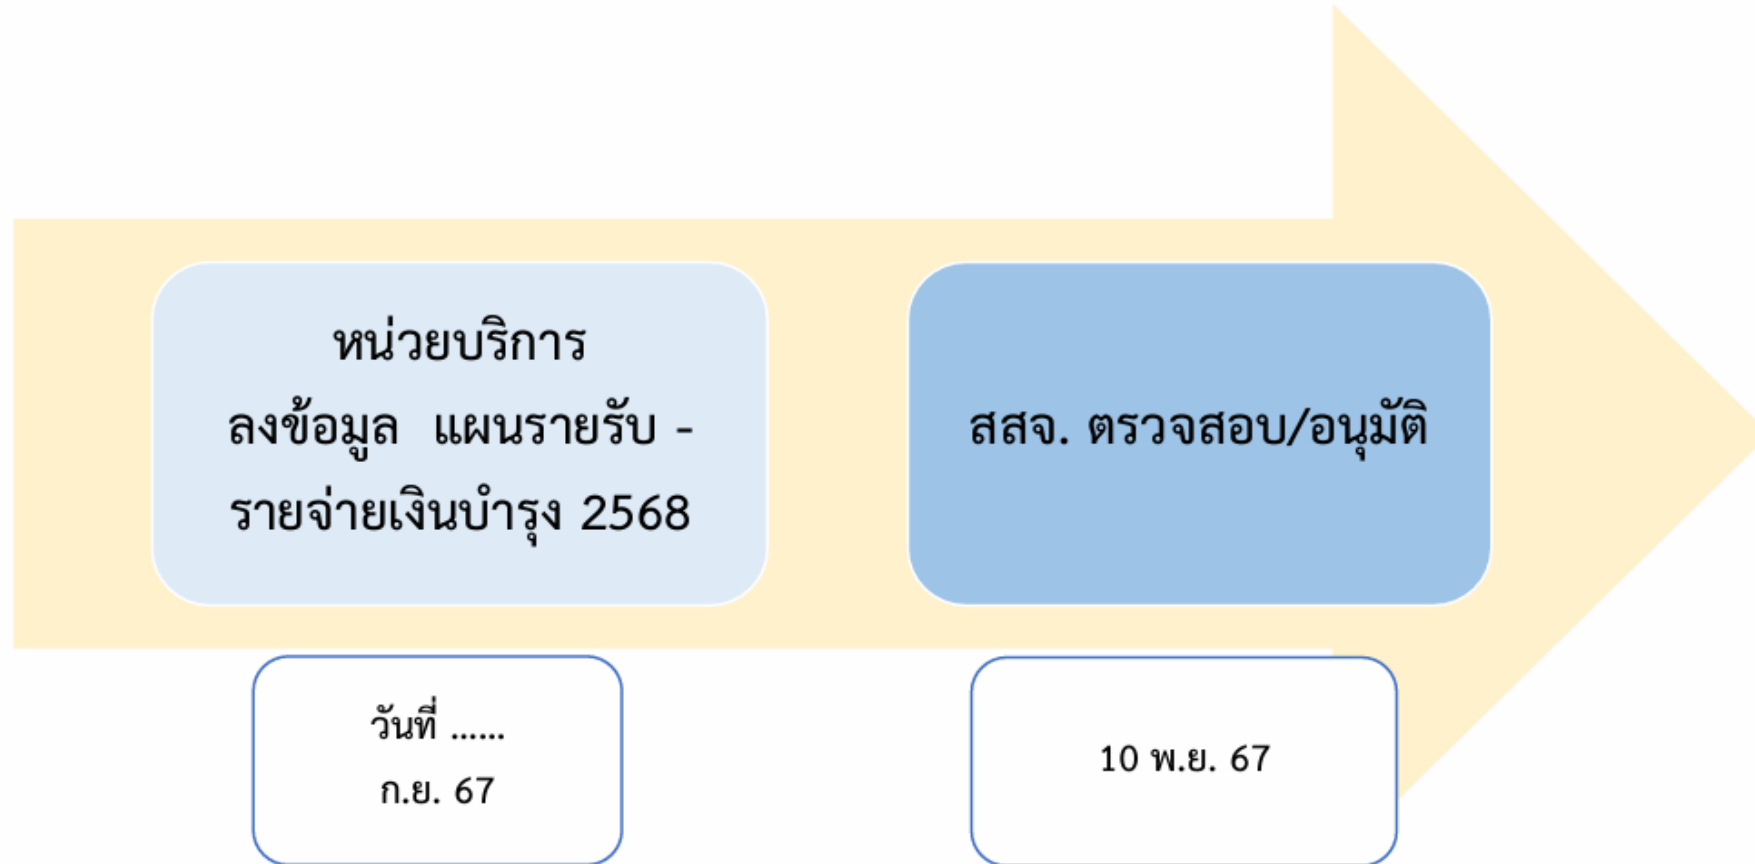 หน่วยบริการ
ลงข้อมูล แผนรายรับ -
รายจ่ายเงินบำรุง 2568
สสจ. ตรวจสอบ/อนุมัติ
วันที่ ......
ก.ย. 67
10 พ.ย. 67